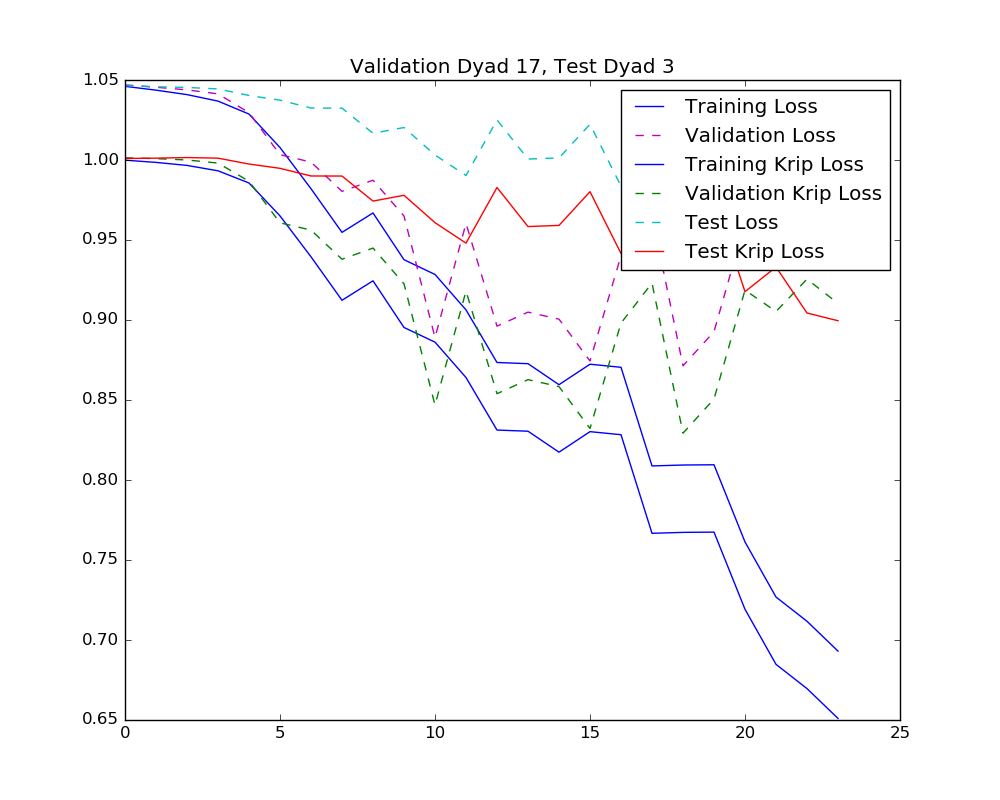 Validation Dyad 17, Test Dyad 3
1.05
1.00
0.95
0.90
0.85
0.80
0.75
0.70
0.65
0
5
10
15
20
25
Training Loss
Validation Loss
Training Krip Loss
Validation Krip Loss
Test Loss
Test Krip Loss